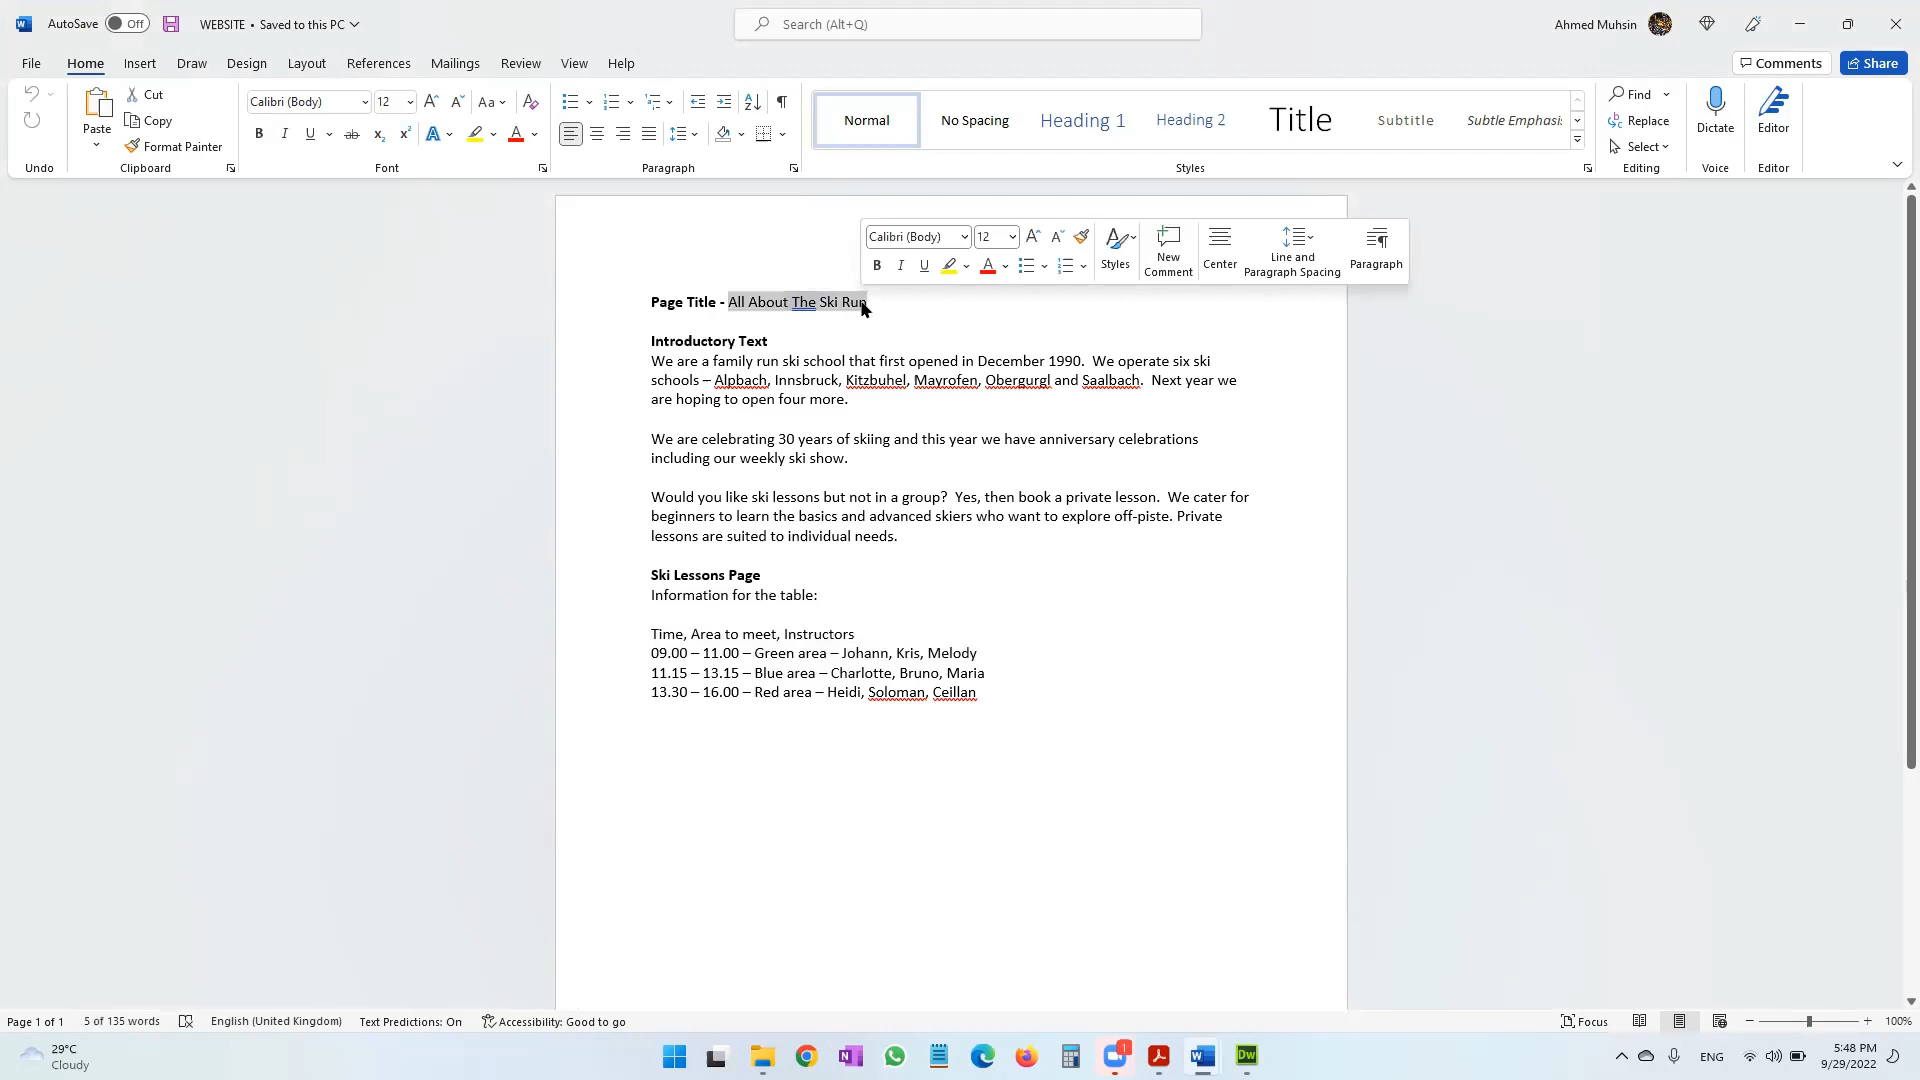 AutoSave Off WEBSITE • Saved to this PC Search (Alt+Q) Ahmed Muhsin
File Home Insert Draw Design Layout References Mailings Review View Help Comments Share
Cut
Copy
Format Painter
Paste
Calibri (Body) 12
Normal No Spacing Heading 1 Heading 2 Title Subtitle Subtle Emphasis
Find
Replace
Select
Dictate
Editor
Undo Clipboard Font Paragraph Styles Editing Voice Editor
Calibri (Body) 12
Styles New Comment Center Line and Paragraph Spacing Paragraph
Page Title - All About The Ski Run
Introductory Text
We are a family run ski school that first opened in December 1990. We operate six ski
schools – Alpbach, Innsbruck, Kitzbuhel, Mayrofen, Obergurgl and Saalbach. Next year we
are hoping to open four more.
We are celebrating 30 years of skiing and this year we have anniversary celebrations
including our weekly ski show.
Would you like ski lessons but not in a group? Yes, then book a private lesson. We cater for
beginners to learn the basics and advanced skiers who want to explore off-piste. Private
lessons are suited to individual needs.
Ski Lessons Page
Information for the table:
Time, Area to meet, Instructors
09.00 – 11.00 – Green area – Johann, Kris, Melody
11.15 – 13.15 – Blue area – Charlotte, Bruno, Maria
13.30 – 16.00 – Red area – Heidi, Soloman, Ceillan
Page 1 of 1 5 of 135 words English (United Kingdom) Text Predictions: On Accessibility: Good to go Focus 100%
29°C
Cloudy
1
Dw
ENG
5:48 PM
9/29/2022